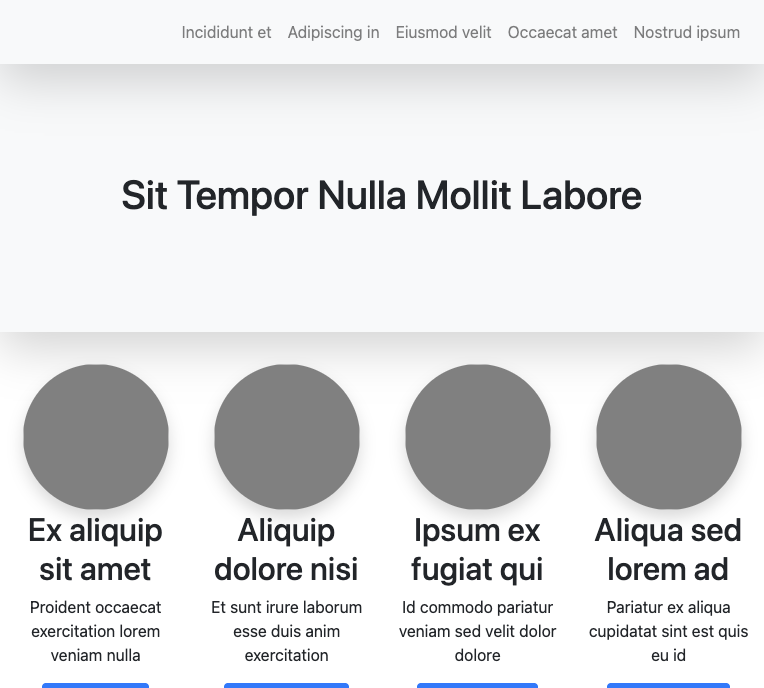 Incididunt et Adipiscing in Eiusmod velit Occaecat amet Nostrud ipsum
Sit Tempor Nulla Mollit Labore
Ex aliquip
sit amet
Proident occaecat
exercitation lorem
veniam nulla
Aliquip
dolore nisi
Et sunt irure laborum
esse duis anim
exercitation
Ipsum ex
fugiat qui
Id commodo pariatur
veniam sed velit dolor
dolore
Aliqua sed
lorem ad
Pariatur ex aliqua
cupidatat sint est quis
eu id